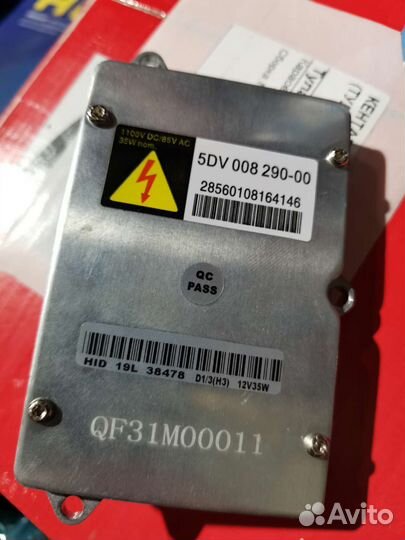 1100V DC/85V AC
35W nom.
5DV 008 290-00
28560108164146
QC
PASS
HID 19L 38478 D1/3(H3) 12V35W
QF31M00011
Avito